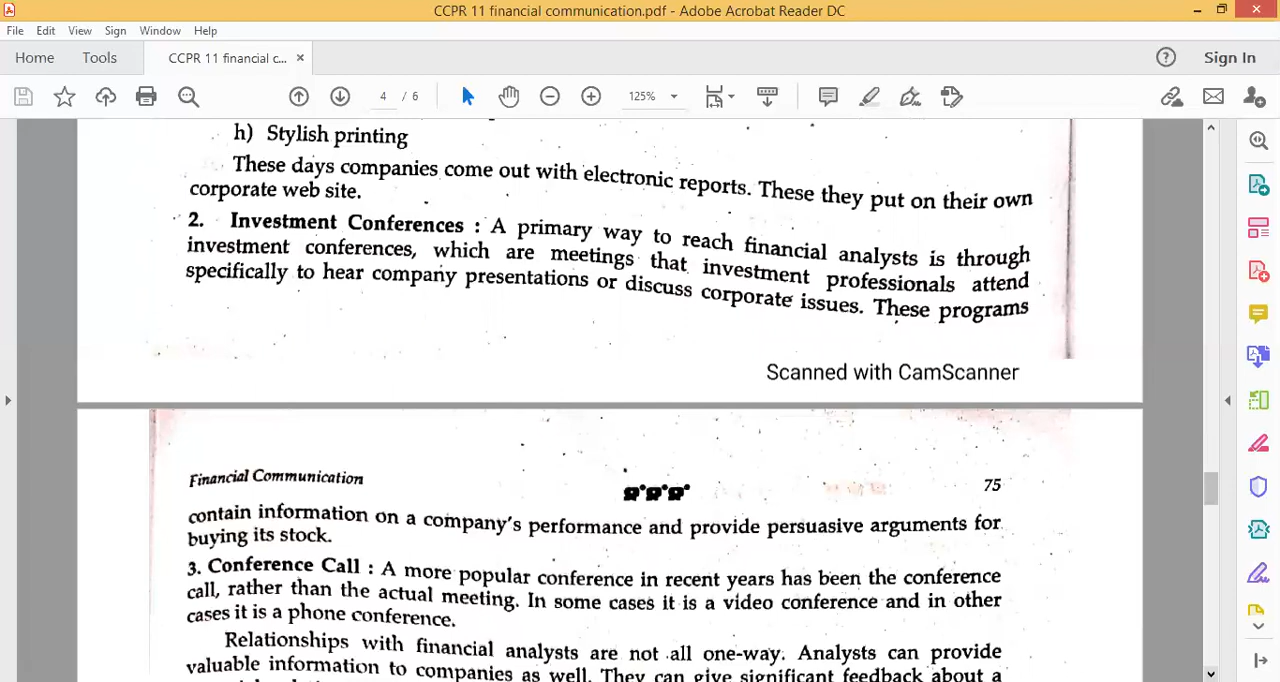 CCPR 11 financial communication.pdf - Adobe Acrobat Reader DC
File Edit View Sign Window Help
Home Tools CCPR 11 financial c... × Sign In
4 / 6 125%
h) Stylish printing
These days companies come out with electronic reports. These they put on their own
corporate web site.
2. Investment Conferences : A primary way to reach financial analysts is through
investment conferences, which are meetings that investment professionals attend
specifically to hear company presentations or discuss corporate issues. These programs
Scanned with CamScanner
Financial Communication 75
contain information on a company's performance and provide persuasive arguments for
buying its stock.
3. Conference Call : A more popular conference in recent years has been the conference
call, rather than the actual meeting. In some cases it is a video conference and in other
cases it is a phone conference.
Relationships with financial analysts are not all one-way. Analysts can provide
valuable information to companies as well. They can give significant feedback about a